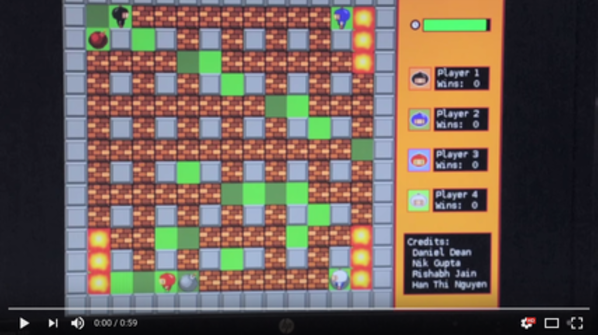 Player 1
Wins: 0
Player 2
Wins: 0
Player 3
Wins: 0
Player 4
Wins: 0
Credits:
Daniel Dean
Nik Gupta
Rishabh Jain
Han Thi Nguyen
0:00 / 0:59